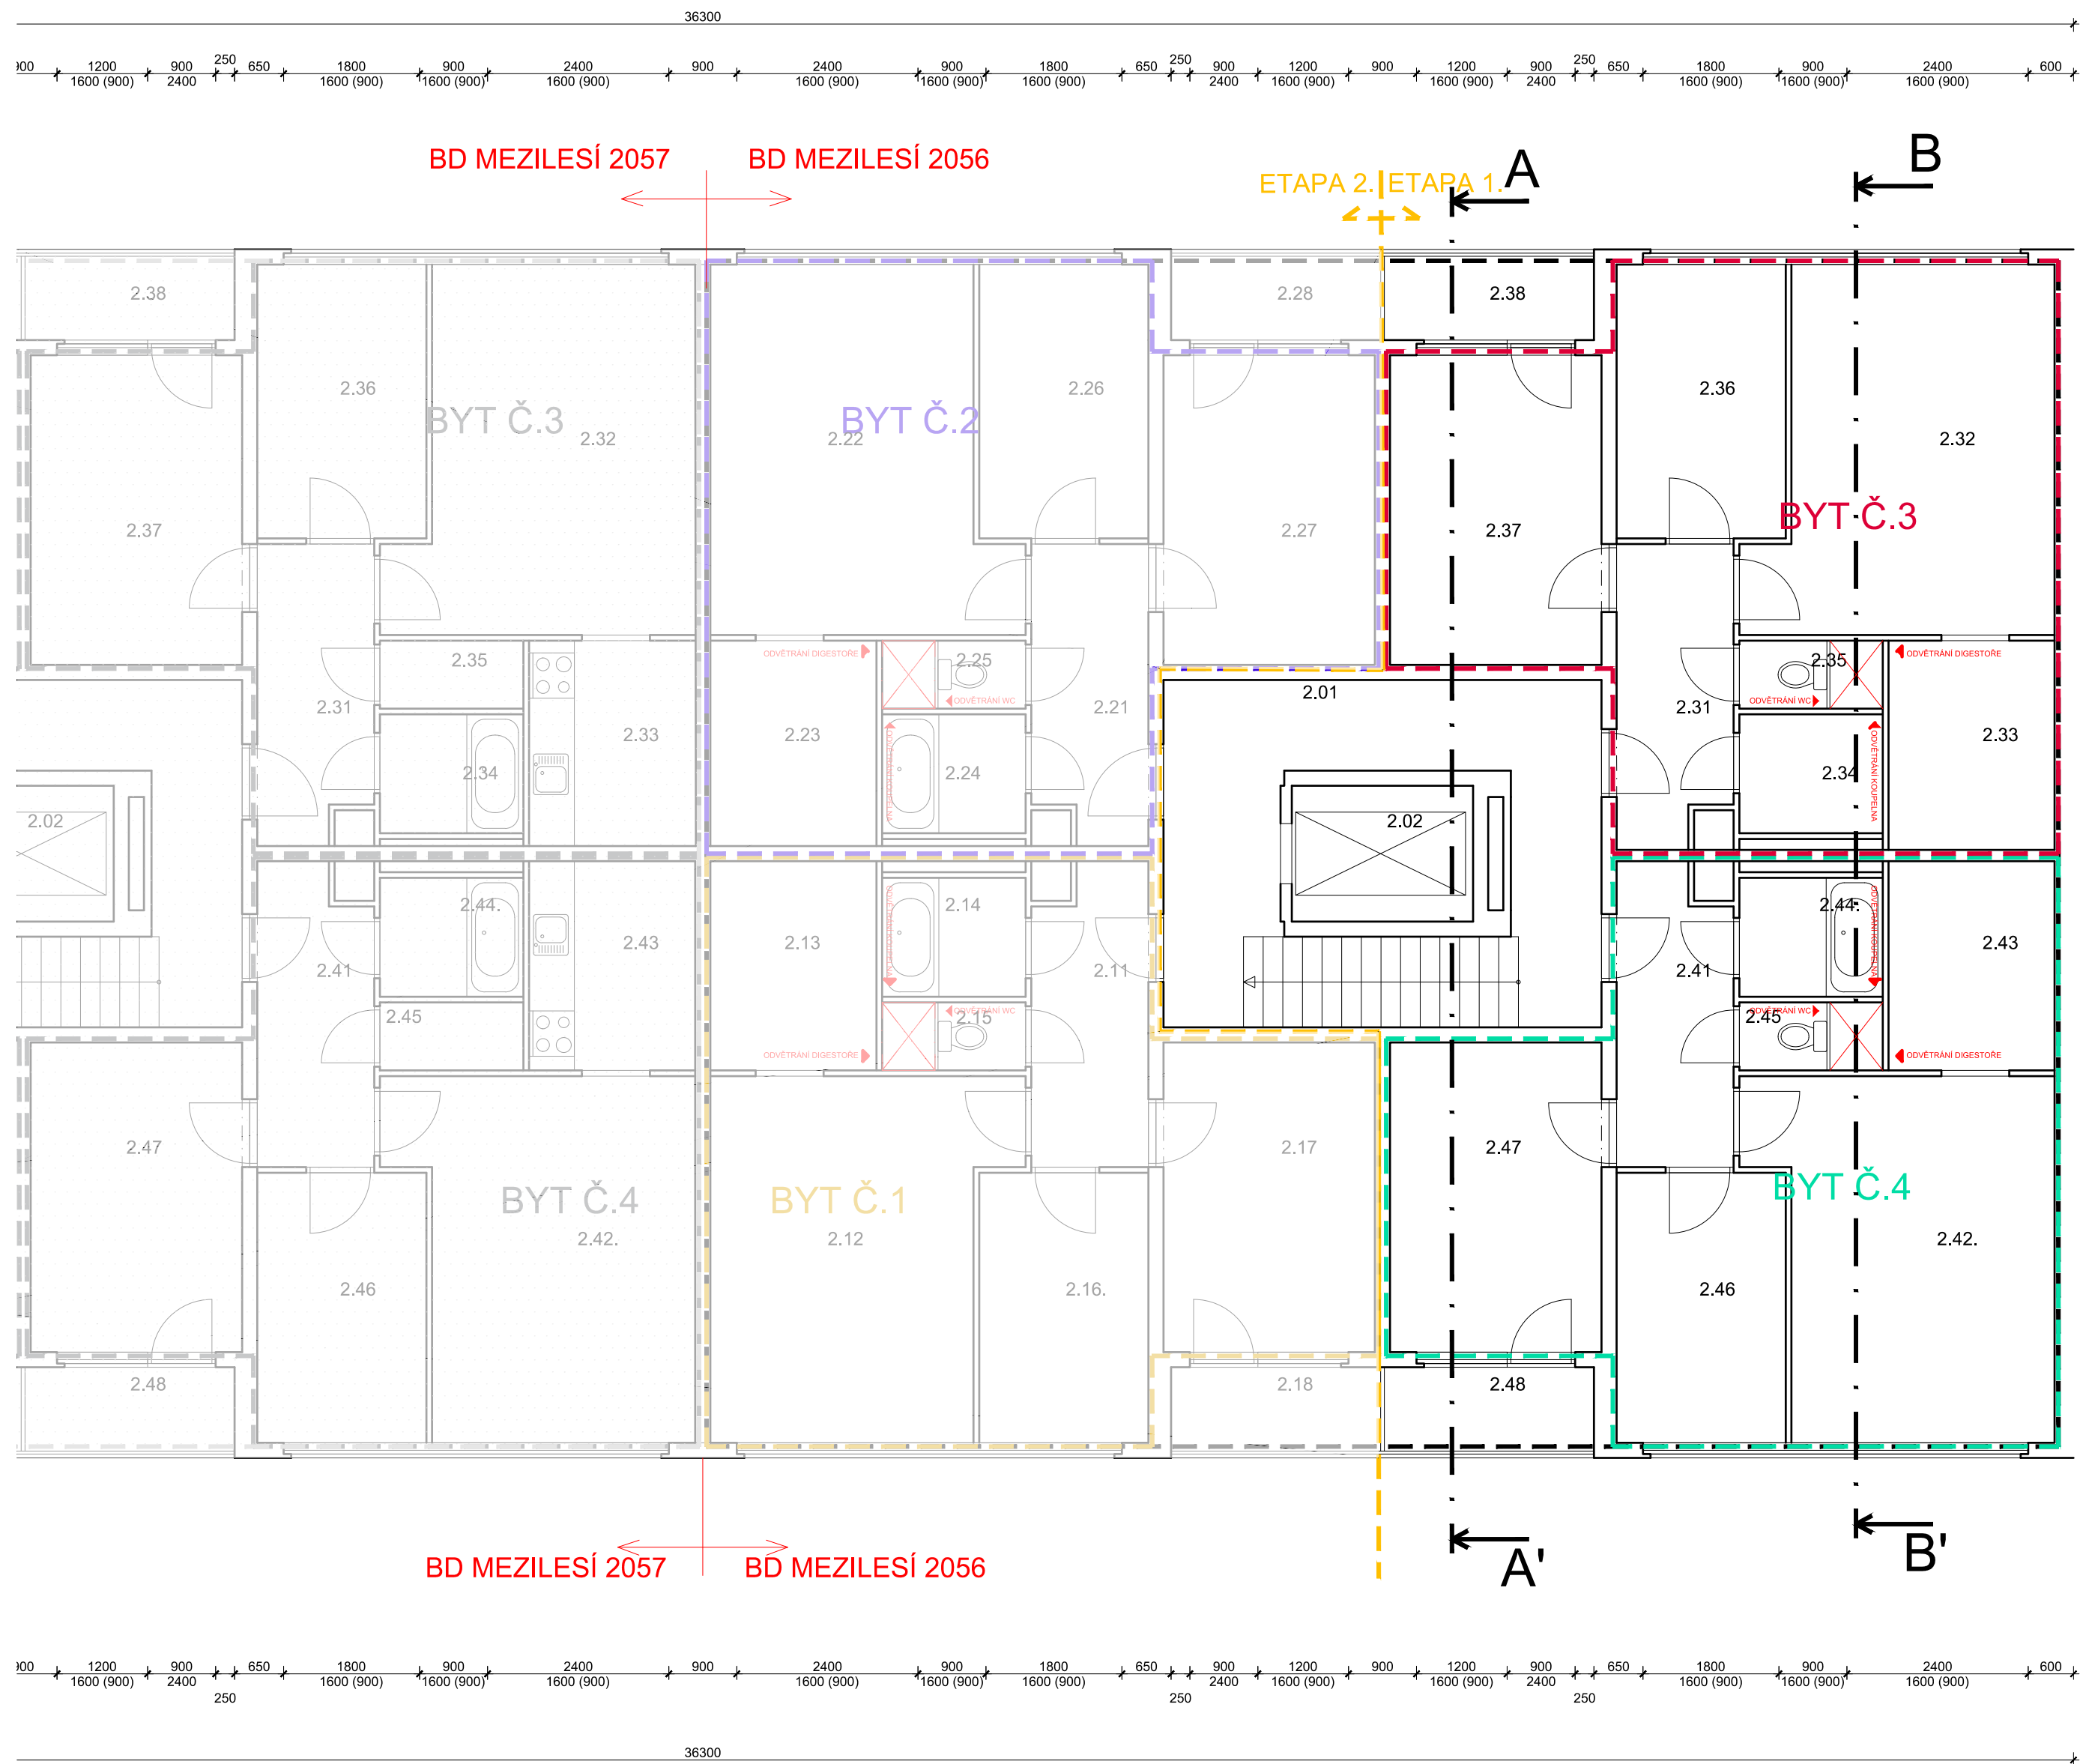 36300
900 1200 900 250 650 1800 900 2400 900 2400 900 1800 650 250 900 1200 900 1200 900 250 650 1800 900 2400 600
1600 (900) 2400 1600 (900) 1600 (900) 1600 (900) 1600 (900) 1600 (900) 1600 (900) 2400 1600 (900) 1600 (900) 2400 1600 (900) 1600 (900) 1600 (900)
BD MEZILESÍ 2057 BD MEZILESÍ 2056
ETAPA 2. ETAPA 1.
A B
2.38 2.28 2.38
2.36 2.26 2.36
BYT Č.3 BYT Č.2
2.32 2.22 2.32
BYT Č.3
2.37 2.27 2.37
ODVĚTRÁNÍ DIGESTOŘE ODVĚTRÁNÍ DIGESTOŘE
2.35 2.25 2.35
2.01
ODVĚTRÁNÍ WC ODVĚTRÁNÍ WC
2.31 2.21 2.31
2.33 2.23 2.33
ODVĚTRÁNÍ KOUPELNA ODVĚTRÁNÍ KOUPELNA
2.34 2.24 2.34
2.02 2.02
2.44. 2.14 2.44.
ODVĚTRÁNÍ KOUPELNA ODVĚTRÁNÍ KOUPELNA
2.43 2.13 2.43
2.41 2.11 2.41
ODVĚTRÁNÍ WC ODVĚTRÁNÍ WC
2.45 2.15 2.45
ODVĚTRÁNÍ DIGESTOŘE ODVĚTRÁNÍ DIGESTOŘE
2.47 2.17 2.47
BYT Č.4 BYT Č.1 BYT Č.4
2.42. 2.12 2.42.
2.46 2.16. 2.46
2.48 2.18 2.48
A' B'
BD MEZILESÍ 2057 BD MEZILESÍ 2056
900 1200 900 650 1800 900 2400 900 2400 900 1800 650 900 1200 900 1200 900 650 1800 900 2400 600
1600 (900) 2400 1600 (900) 1600 (900) 1600 (900) 1600 (900) 1600 (900) 1600 (900) 2400 1600 (900) 1600 (900) 2400 1600 (900) 1600 (900) 1600 (900)
250 250 250
36300